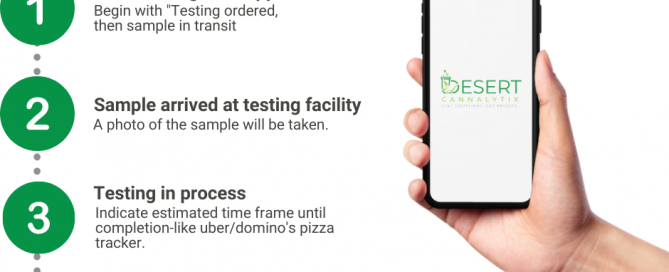 1
Begin with "Testing ordered,
then sample in transit
2
Sample arrived at testing facility
A photo of the sample will be taken.
3
Testing in process
Indicate estimated time frame until
completion-like uber/domino's pizza
tracker.
DESERT
CANNALYTIX